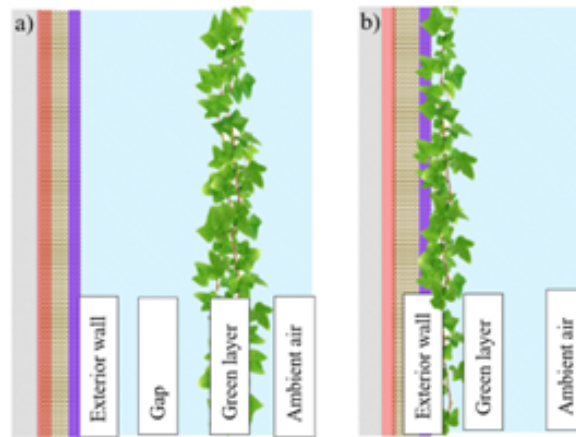 a)
Exterior wall
Gap
Green layer
Ambient air
b)
Exterior wall
Green layer
Ambient air